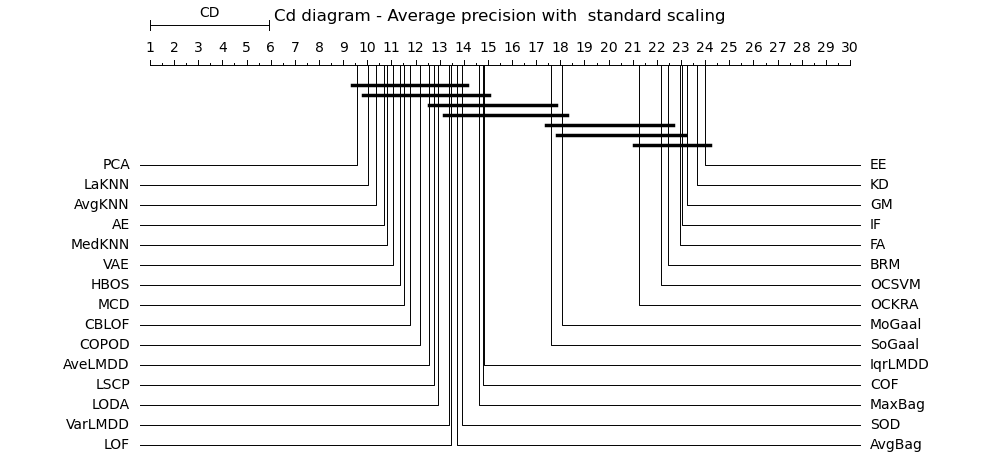 CD
Cd diagram - Average precision with  standard scaling
1 2 3 4 5 6 7 8 9 10 11 12 13 14 15 16 17 18 19 20 21 22 23 24 25 26 27 28 29 30
PCA EE
LaKNN KD
AvgKNN GM
AE IF
MedKNN FA
VAE BRM
HBOS OCSVM
MCD OCKRA
CBLOF MoGaal
COPOD SoGaal
AveLMDD IqrLMDD
LSCP COF
LODA MaxBag
VarLMDD SOD
LOF AvgBag